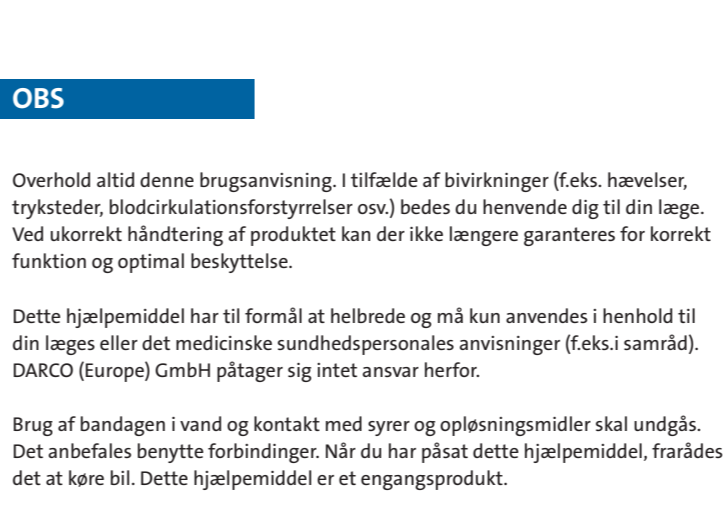 OBS
Overhold altid denne brugsanvisning. I tilfælde af bivirkninger (f.eks. hævelser,
tryksteder, blodcirkulationsforstyrrelser osv.) bedes du henvende dig til din læge.
Ved ukorrekt håndtering af produktet kan der ikke længere garanteres for korrekt
funktion og optimal beskyttelse.
Dette hjælpemiddel har til formål at helbrede og må kun anvendes i henhold til
din læges eller det medicinske sundhedspersonales anvisninger (f.eks.i samråd).
DARCO (Europe) GmbH påtager sig intet ansvar herfor.
Brug af bandagen i vand og kontakt med syrer og opløsningsmidler skal undgås.
Det anbefales benytte forbindinger. Når du har påsat dette hjælpemiddel, frarådes
det at køre bil. Dette hjælpemiddel er et engangsprodukt.